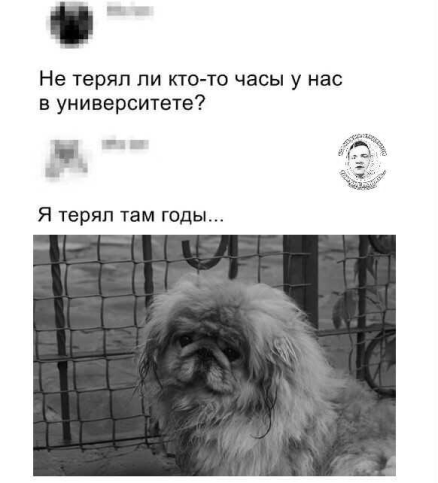 Не терял ли кто-то часы у нас
в университете?
Я терял там годы...